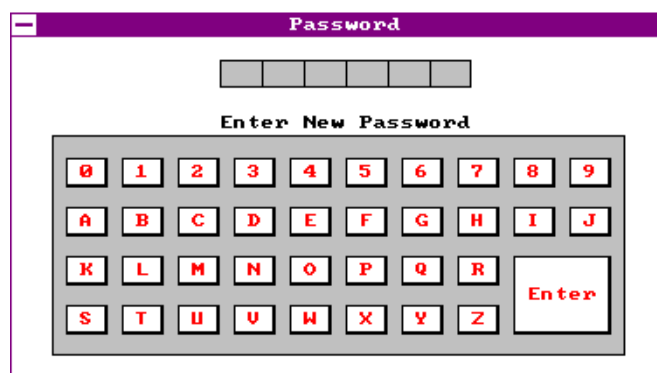 Password
Enter New Password
0 1 2 3 4 5 6 7 8 9
A B C D E F G H I J
K L M N O P Q R
Enter
S T U V W X Y Z